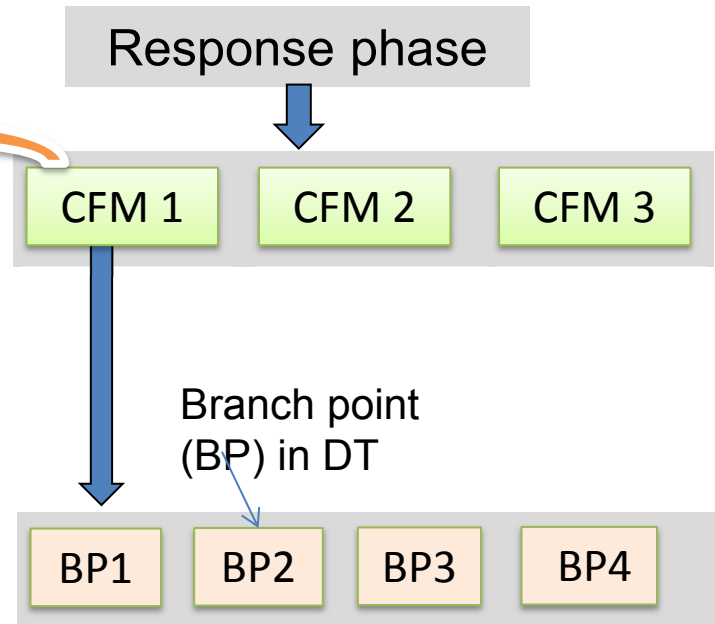 Response phase
CFM 1
CFM 2
CFM 3
Branch point
(BP) in DT
BP1
BP2
BP3
BP4